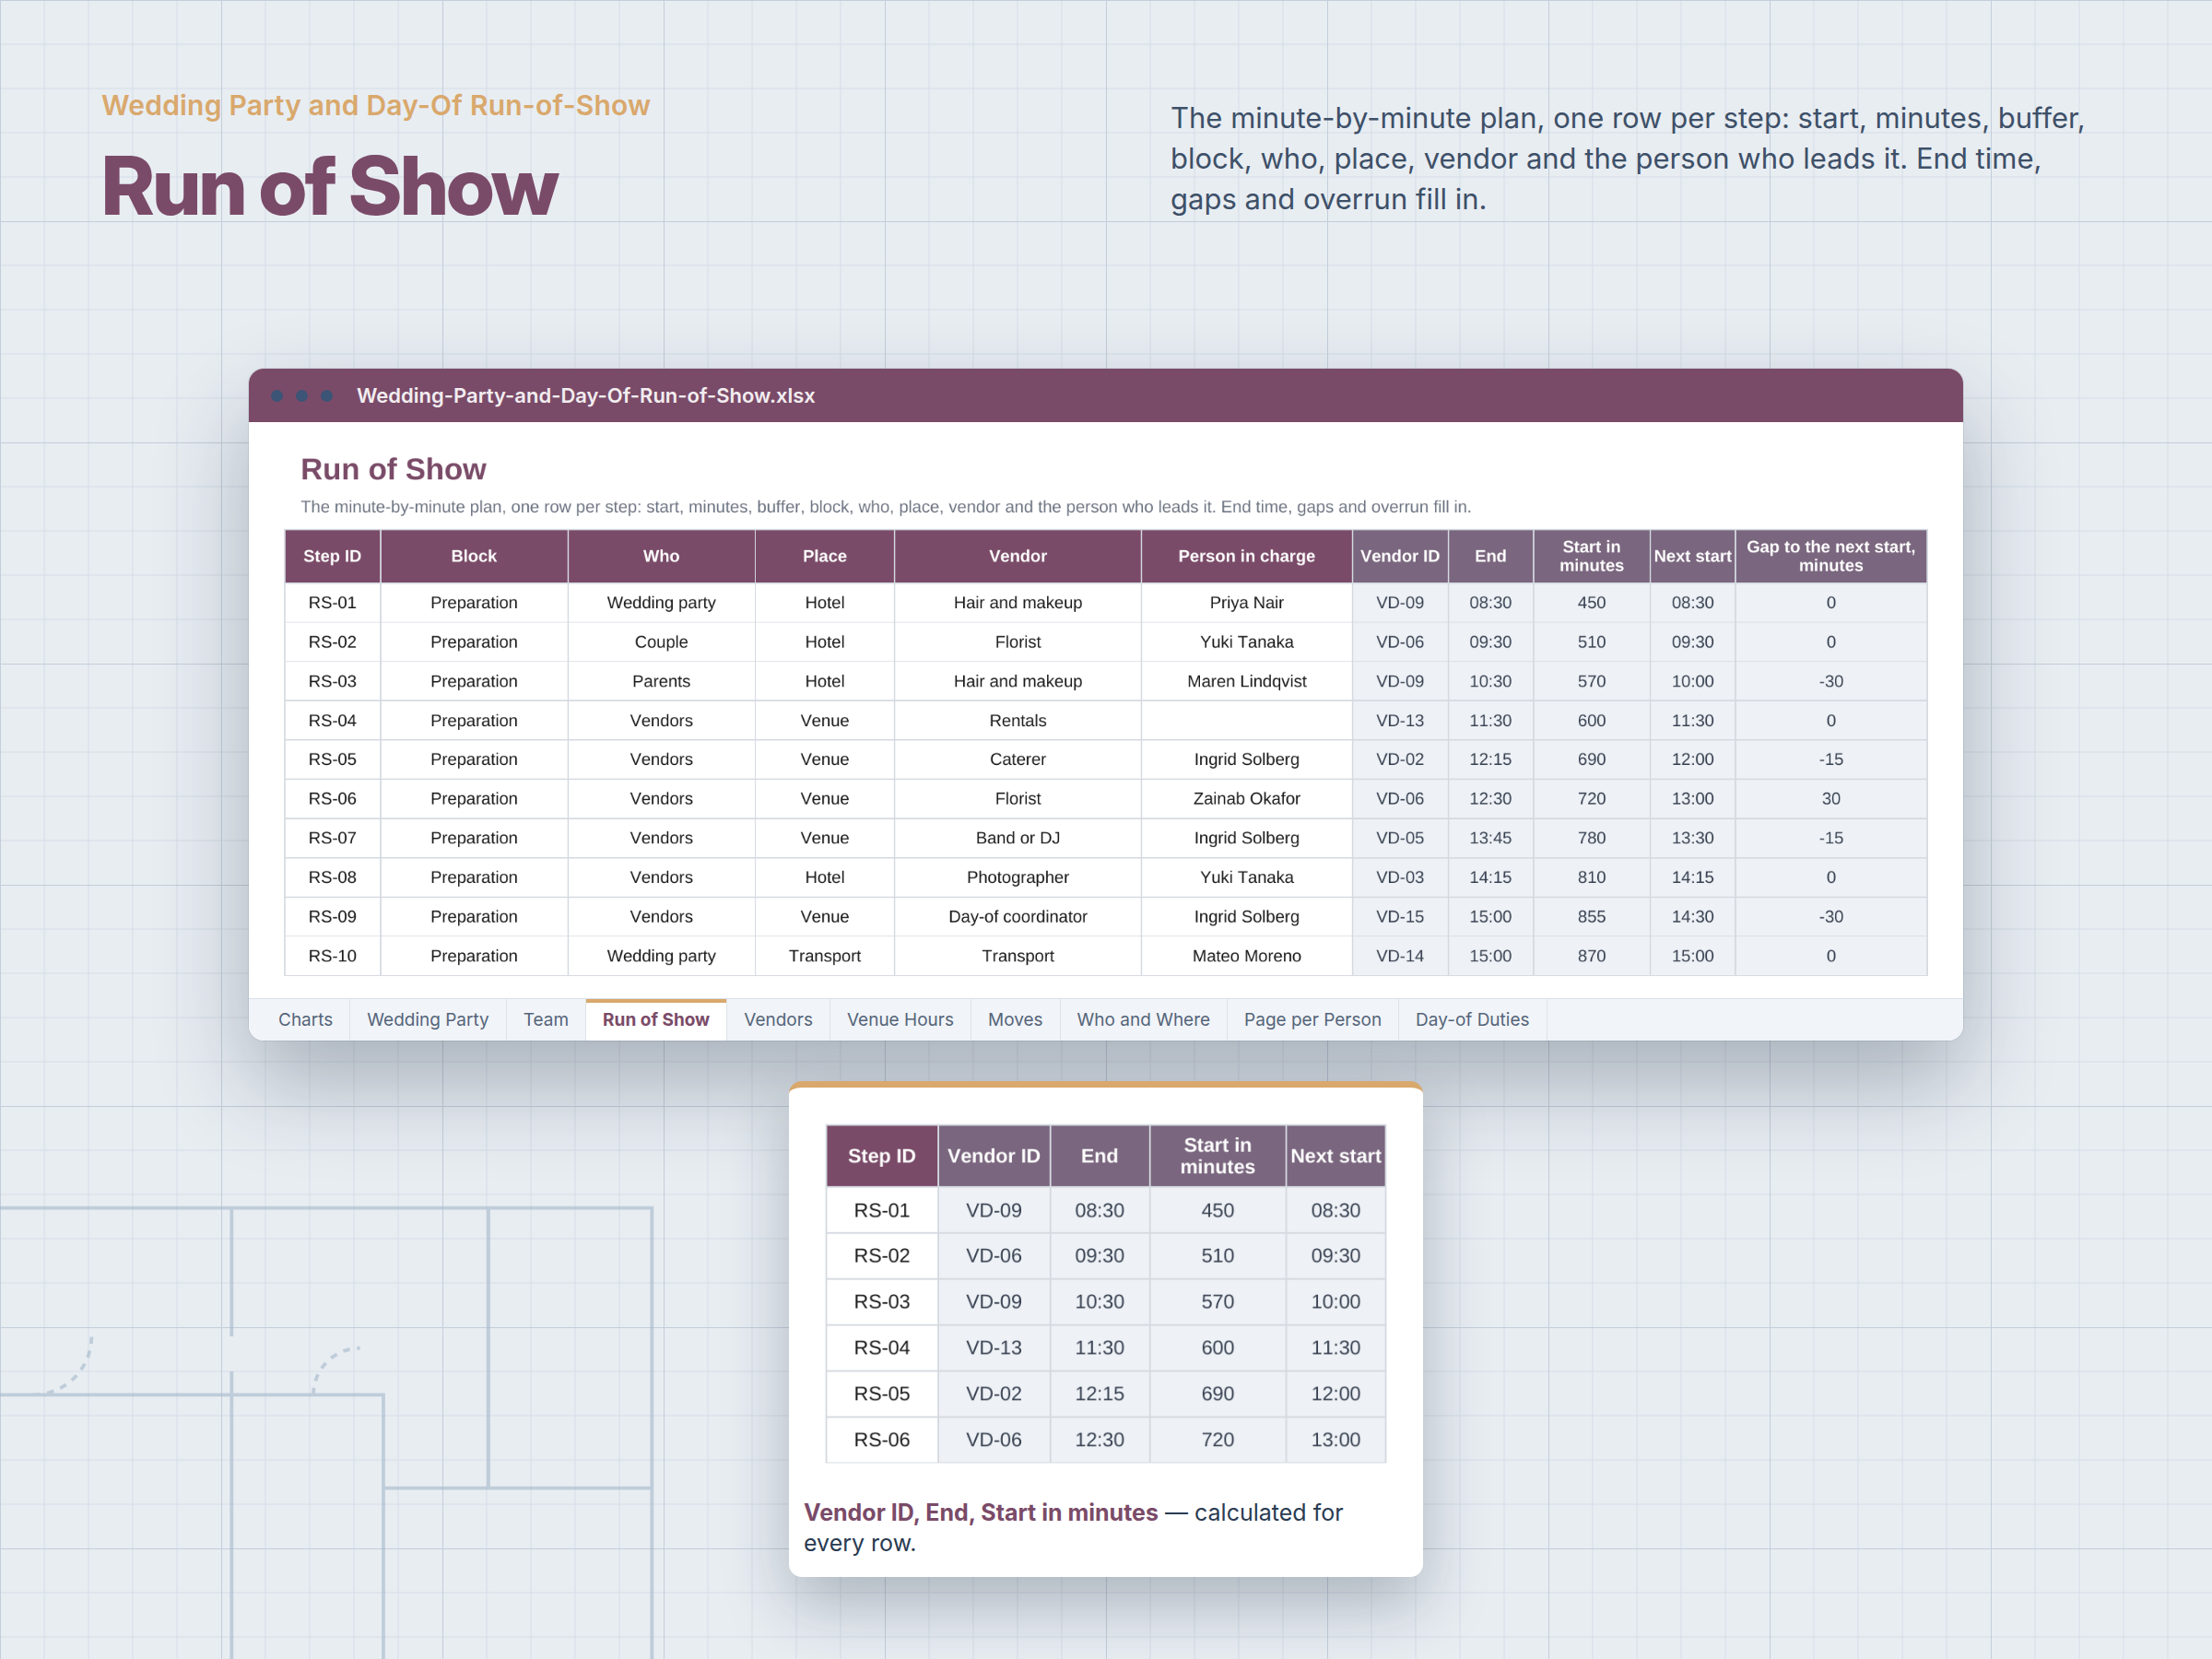 Wedding Party and Day-Of Run-of-Show
Run of Show
The minute-by-minute plan, one row per step: start, minutes, buffer,
block, who, place, vendor and the person who leads it. End time,
gaps and overrun fill in.
Wedding-Party-and-Day-Of-Run-of-Show.xlsx
Run of Show
The minute-by-minute plan, one row per step: start, minutes, buffer, block, who, place, vendor and the person who leads it. End time, gaps and overrun fill in.
Step ID Block Who Place Vendor Person in charge Vendor ID End Start in minutes Next start Gap to the next start, minutes
RS-01 Preparation Wedding party Hotel Hair and makeup Priya Nair VD-09 08:30 450 08:30 0
RS-02 Preparation Couple Hotel Florist Yuki Tanaka VD-06 09:30 510 09:30 0
RS-03 Preparation Parents Hotel Hair and makeup Maren Lindqvist VD-09 10:30 570 10:00 -30
RS-04 Preparation Vendors Venue Rentals VD-13 11:30 600 11:30 0
RS-05 Preparation Vendors Venue Caterer Ingrid Solberg VD-02 12:15 690 12:00 -15
RS-06 Preparation Vendors Venue Florist Zainab Okafor VD-06 12:30 720 13:00 30
RS-07 Preparation Vendors Venue Band or DJ Ingrid Solberg VD-05 13:45 780 13:30 -15
RS-08 Preparation Vendors Hotel Photographer Yuki Tanaka VD-03 14:15 810 14:15 0
RS-09 Preparation Vendors Venue Day-of coordinator Ingrid Solberg VD-15 15:00 855 14:30 -30
RS-10 Preparation Wedding party Transport Transport Mateo Moreno VD-14 15:00 870 15:00 0
Charts Wedding Party Team Run of Show Vendors Venue Hours Moves Who and Where Page per Person Day-of Duties
Step ID Vendor ID End Start in minutes Next start
RS-01 VD-09 08:30 450 08:30
RS-02 VD-06 09:30 510 09:30
RS-03 VD-09 10:30 570 10:00
RS-04 VD-13 11:30 600 11:30
RS-05 VD-02 12:15 690 12:00
RS-06 VD-06 12:30 720 13:00
Vendor ID, End, Start in minutes — calculated for
every row.